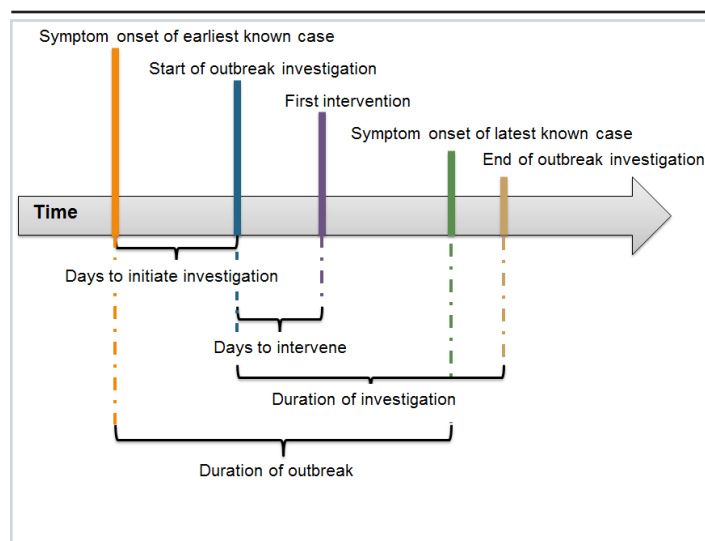 Symptom onset of earliest known case
Start of outbreak investigation
First intervention
Symptom onset of latest known case
End of outbreak investigation
Time
Days to initiate investigation
Days to intervene
Duration of investigation
Duration of outbreak